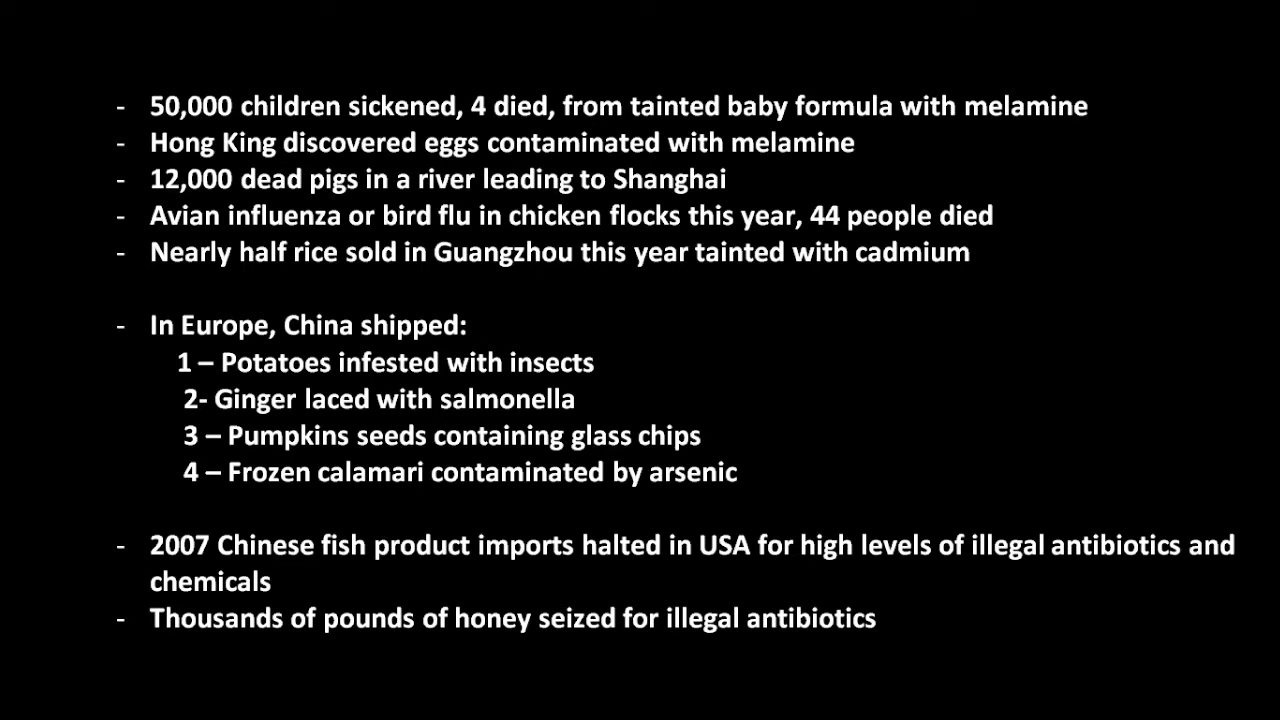 - 50,000 children sickened, 4 died, from tainted baby formula with melamine
- Hong King discovered eggs contaminated with melamine
- 12,000 dead pigs in a river leading to Shanghai
- Avian influenza or bird flu in chicken flocks this year, 44 people died
- Nearly half rice sold in Guangzhou this year tainted with cadmium
- In Europe, China shipped:
1 – Potatoes infested with insects
2- Ginger laced with salmonella
3 – Pumpkins seeds containing glass chips
4 – Frozen calamari contaminated by arsenic
- 2007 Chinese fish product imports halted in USA for high levels of illegal antibiotics and
chemicals
- Thousands of pounds of honey seized for illegal antibiotics